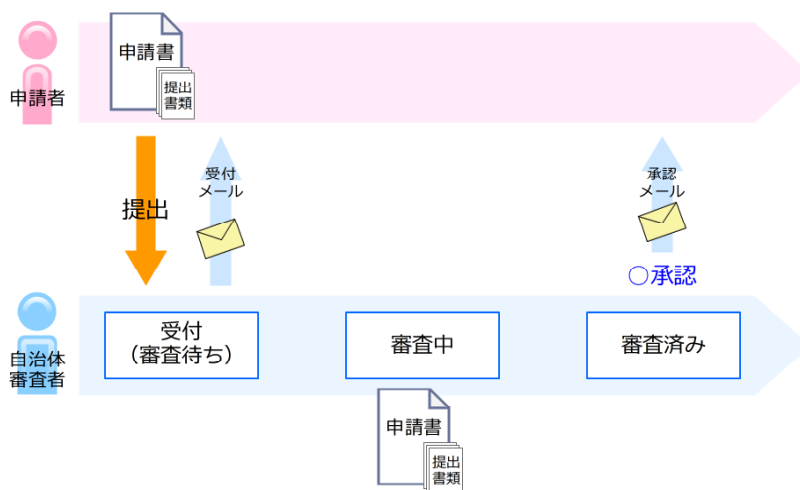 申請書
提出
書類
申請者
受付
メール
承認
メール
提出
〇承認
自治体
審査者
受付
（審査待ち）
審査中
審査済み
申請書
提出
書類